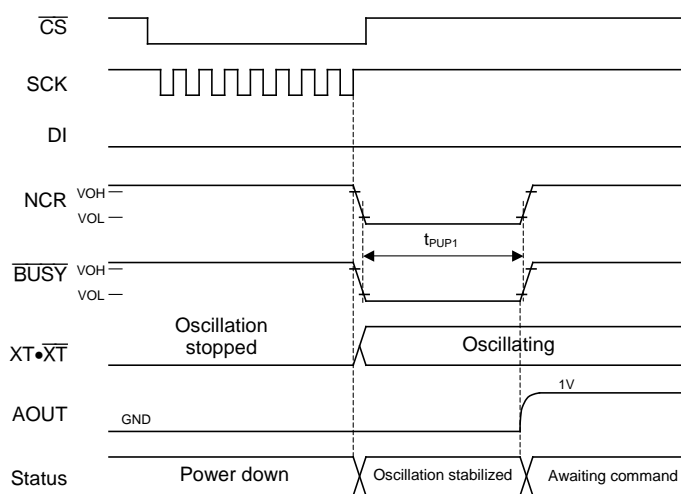 CS
SCK
DI
NCR
VOH
VOL
tPUP1
BUSY
VOH
VOL
XT•XT
Oscillation
stopped
Oscillating
AOUT
GND
1V
Status
Power down
Oscillation stabilized
Awaiting command